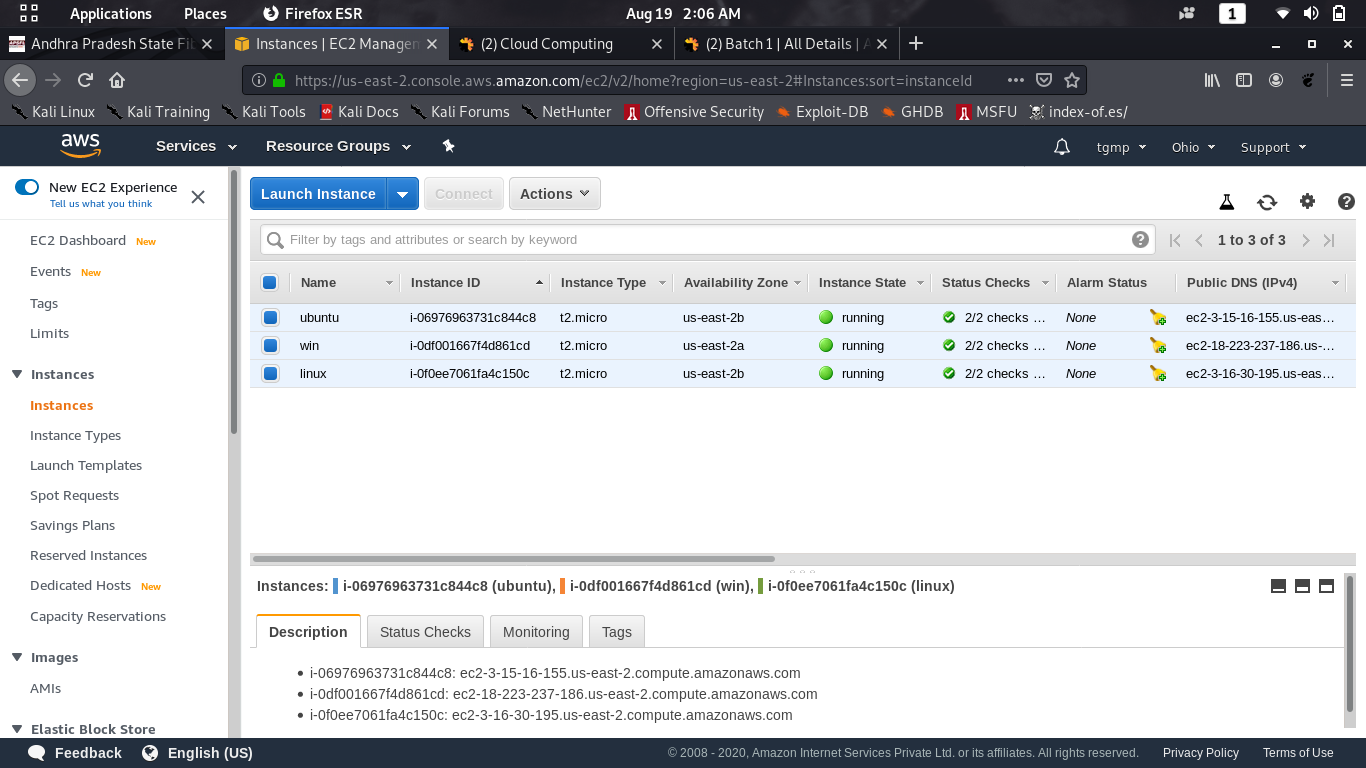 Applications Places Firefox ESR Aug 19 2:06 AM 1
Andhra Pradesh State Fi Instances | EC2 Managen (2) Cloud Computing (2) Batch 1 | All Details | A
https://us-east-2.console.aws.amazon.com/ec2/v2/home?region=us-east-2#Instances:sort=instanceId
Kali Linux Kali Training Kali Tools Kali Docs Kali Forums NetHunter Offensive Security Exploit-DB GHDB MSFU index-of.es/
aws Services Resource Groups tgmp Ohio Support
New EC2 Experience
Tell us what you think
EC2 Dashboard New
Events New
Tags
Limits
Instances
Instances
Instance Types
Launch Templates
Spot Requests
Savings Plans
Reserved Instances
Dedicated Hosts New
Capacity Reservations
Images
AMIs
Elastic Block Store
Launch Instance Connect Actions
Filter by tags and attributes or search by keyword 1 to 3 of 3
Name Instance ID Instance Type Availability Zone Instance State Status Checks Alarm Status Public DNS (IPv4)
ubuntu i-06976963731c844c8 t2.micro us-east-2b running 2/2 checks ... None ec2-3-15-16-155.us-eas...
win i-0df001667f4d861cd t2.micro us-east-2a running 2/2 checks ... None ec2-18-223-237-186.us-...
linux i-0f0ee7061fa4c150c t2.micro us-east-2b running 2/2 checks ... None ec2-3-16-30-195.us-eas...
Instances: i-06976963731c844c8 (ubuntu), i-0df001667f4d861cd (win), i-0f0ee7061fa4c150c (linux)
Description Status Checks Monitoring Tags
• i-06976963731c844c8: ec2-3-15-16-155.us-east-2.compute.amazonaws.com
• i-0df001667f4d861cd: ec2-18-223-237-186.us-east-2.compute.amazonaws.com
• i-0f0ee7061fa4c150c: ec2-3-16-30-195.us-east-2.compute.amazonaws.com
Feedback English (US) © 2008 - 2020, Amazon Internet Services Private Ltd. or its affiliates. All rights reserved. Privacy Policy Terms of Use